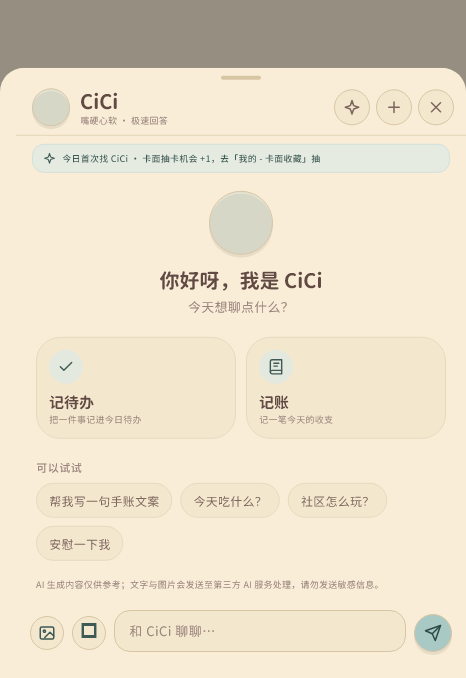 CiCi
嘴硬心软 · 极速回答
今日首次找 CiCi · 卡面抽卡机会 +1，去「我的 - 卡面收藏」抽
你好呀，我是 CiCi
今天想聊点什么？
记待办
把一件事记进今日待办
记账
记一笔今天的收支
可以试试
帮我写一句手账文案
今天吃什么？
社区怎么玩？
安慰一下我
AI 生成内容仅供参考；文字与图片会发送至第三方 AI 服务处理，请勿发送敏感信息。
和 CiCi 聊聊…